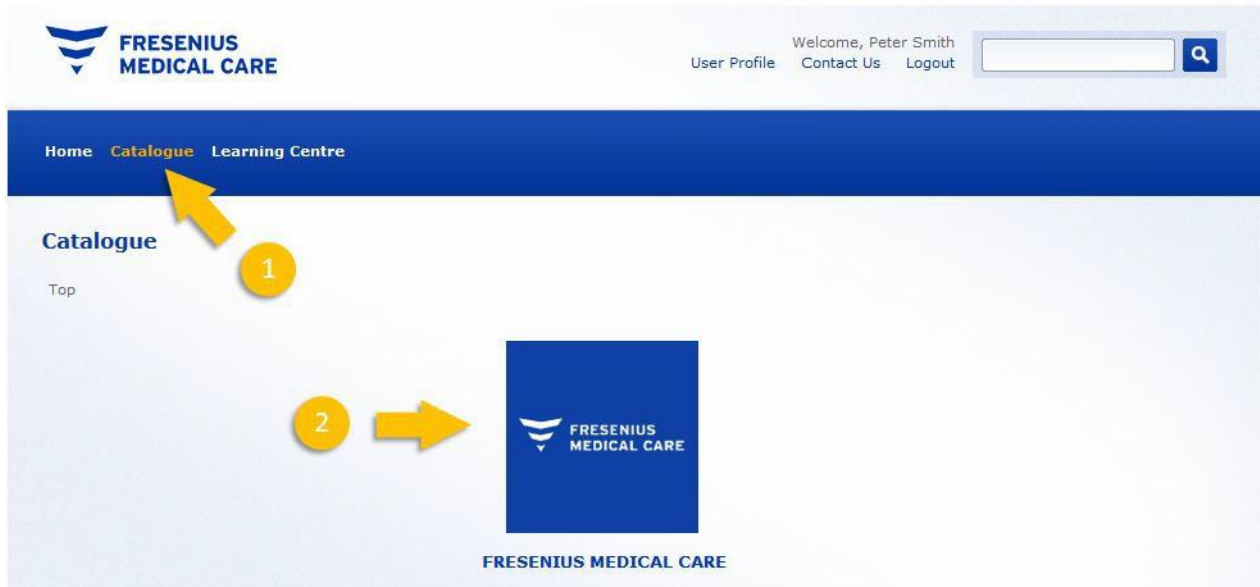 FRESENIUS
MEDICAL CARE
Welcome, Peter Smith
User Profile Contact Us Logout
Home Catalogue Learning Centre
Catalogue
1
Top
2
FRESENIUS
MEDICAL CARE
FRESENIUS MEDICAL CARE